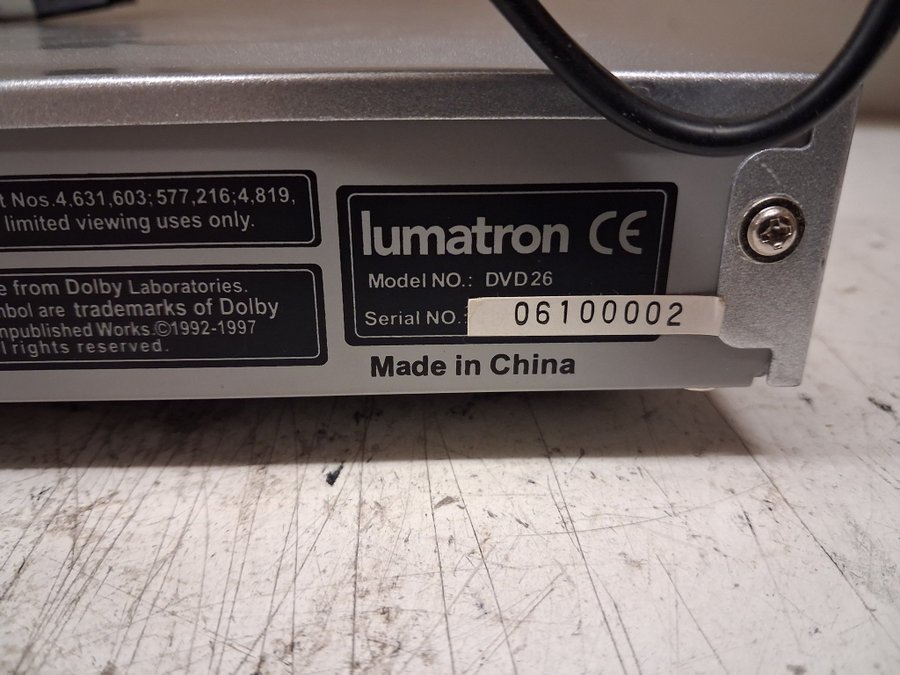 t Nos.4,631,603;577,216;4,819,
limited viewing uses only.
e from Dolby Laboratories.
mbol are trademarks of Dolby
npublished Works.©1992-1997
l rights reserved.
lumatron CE
Model NO.: DVD26
Serial NO.: 06100002
Made in China